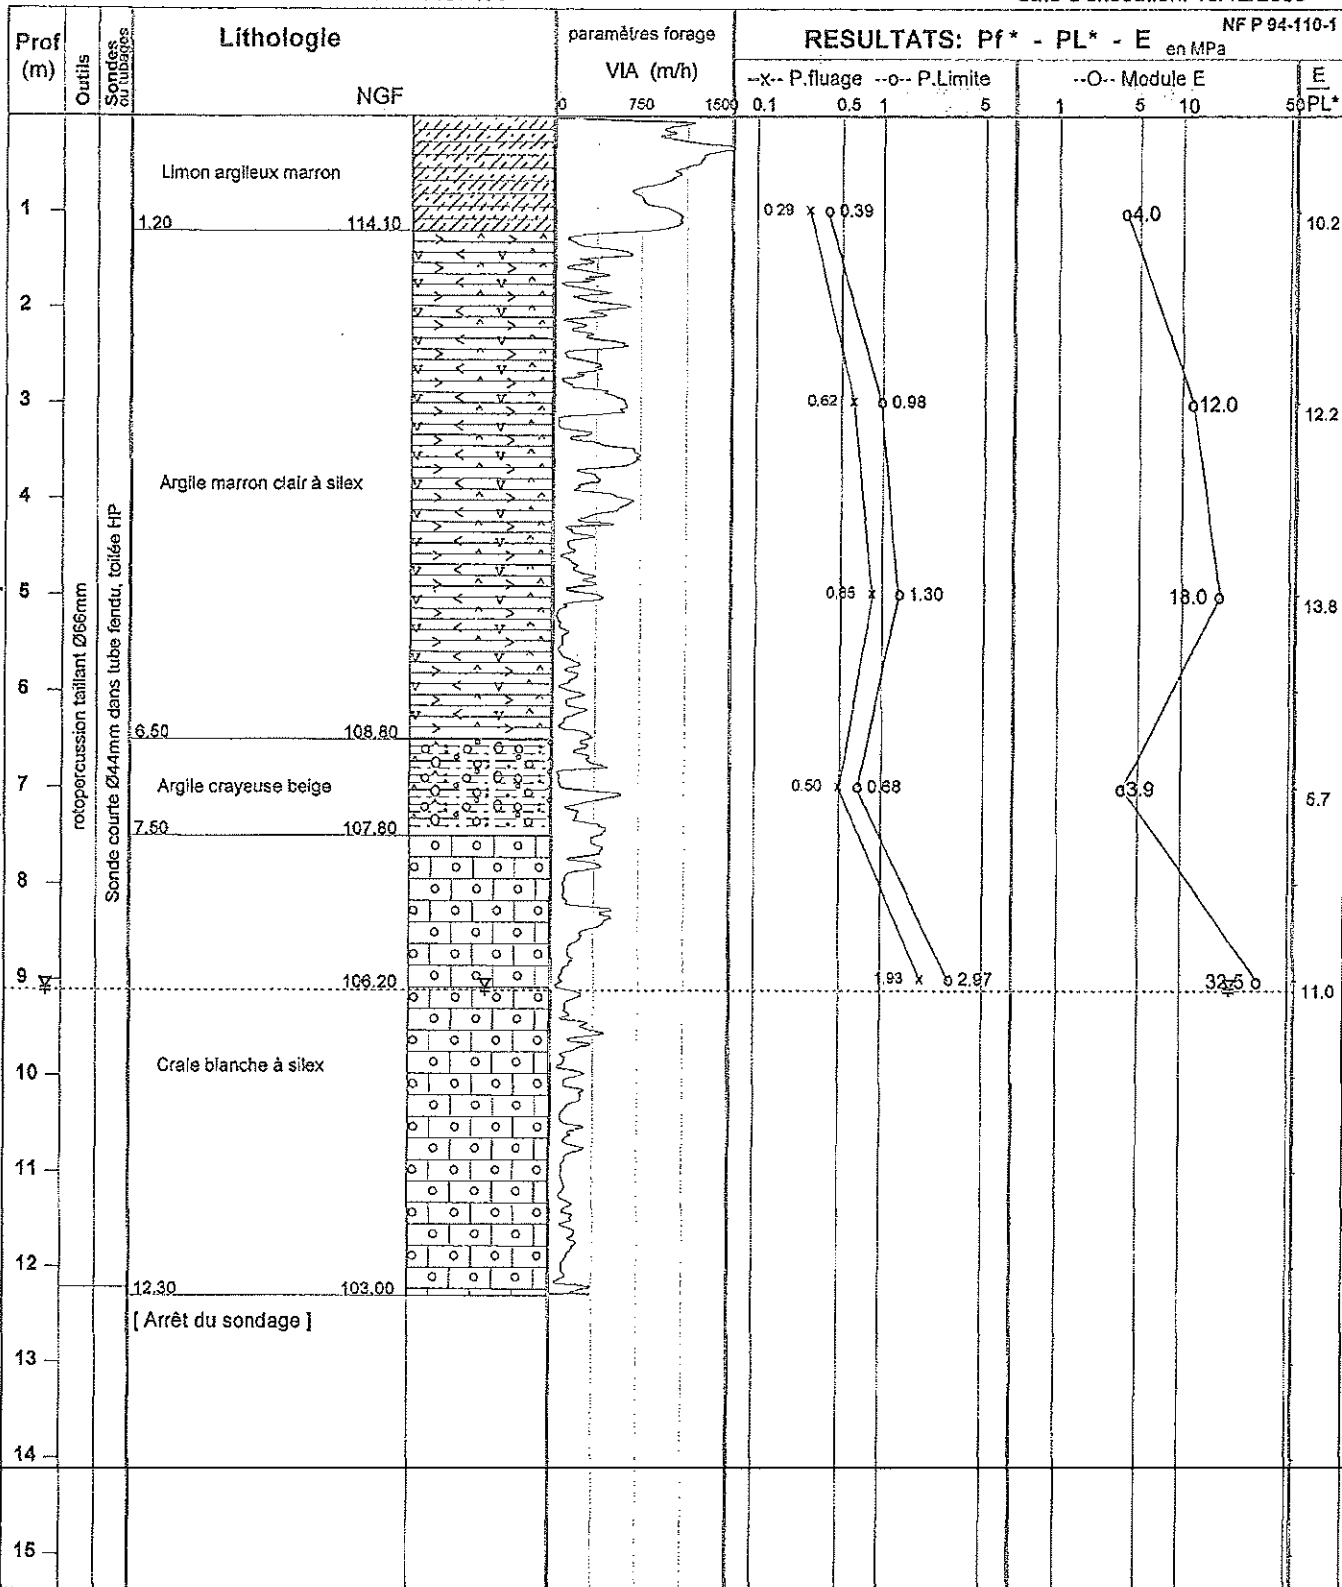 NF P 94-110-1
Prof (m)
Outils
Sondes ou tubages
Lithologie
NGF
paramètres forage
VIA (m/h)
0 750 1500
RESULTATS: Pf* - PL* - E en MPa
--x-- P.fluage --o-- P.Limite
0.1 0.5 1 5
--O-- Module E
1 5 10 50
E
PL*
Limon argileux marron
1 0.29 x o 0.39 4.0 10.2
1.20 114.10
2
3 0.62 x o 0.98 12.0 12.2
Argile marron clair à silex
4
5 0.85 x o 1.30 18.0 13.8
rotopercussion taillant Ø66mm
Sonde courte Ø44mm dans tube fendu, toilée HP
6
6.50 108.80
7 Argile crayeuse beige 0.50 x o 0.68 3.9 5.7
7.50 107.80
8
9 106.20 1.93 x o 2.97 32.5 11.0
Craie blanche à silex
10
11
12
12.30 103.00
[ Arrêt du sondage ]
13
14
15